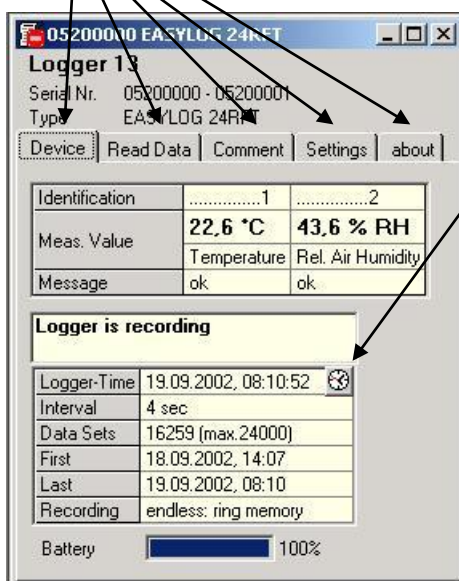 05200000 EASYLOG 24RFT
Logger 13
Serial Nr. 05200000 - 05200001
Type EASYLOG 24RFT
Device Read Data Comment Settings about
Identification ..............1 ..............2
Meas. Value 22,6 °C 43,6 % RH
Temperature Rel. Air Humidity
Message ok ok
Logger is recording
Logger-Time 19.09.2002, 08:10:52
Interval 4 sec
Data Sets 16259 (max.24000)
First 18.09.2002, 14:07
Last 19.09.2002, 08:10
Recording endless: ring memory
Battery 100%